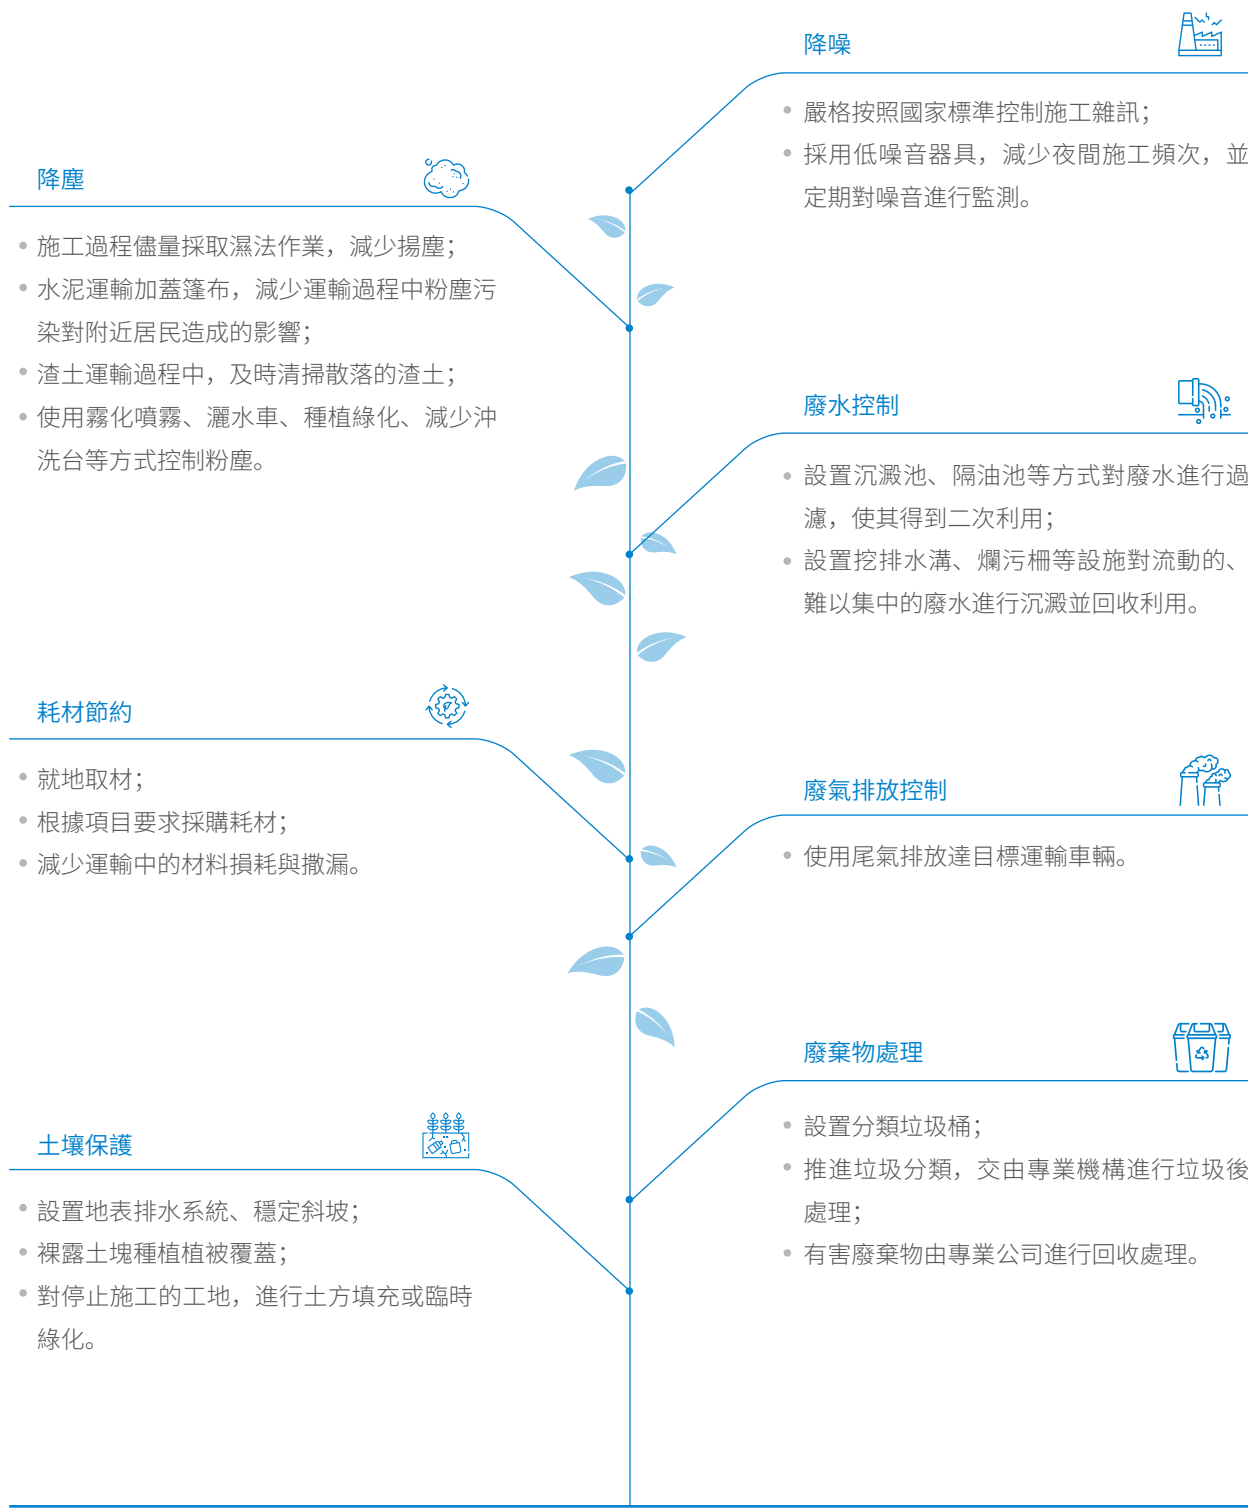 降噪
嚴格按照國家標準控制施工雜訊；
採用低噪音器具，減少夜間施工頻次，並
定期對噪音進行監測。
降塵
施工過程儘量採取濕法作業，減少揚塵；
水泥運輸加蓋篷布，減少運輸過程中粉塵污
染對附近居民造成的影響；
渣土運輸過程中，及時清掃散落的渣土；
使用霧化噴霧、灑水車、種植綠化、減少沖
洗台等方式控制粉塵。
廢水控制
設置沉澱池、隔油池等方式對廢水進行過
濾，使其得到二次利用；
設置挖排水溝、爛污柵等設施對流動的、
難以集中的廢水進行沉澱並回收利用。
耗材節約
就地取材；
根據項目要求採購耗材；
減少運輸中的材料損耗與撒漏。
廢氣排放控制
使用尾氣排放達目標運輸車輛。
廢棄物處理
設置分類垃圾桶；
推進垃圾分類，交由專業機構進行垃圾後
處理；
有害廢棄物由專業公司進行回收處理。
土壤保護
設置地表排水系統、穩定斜坡；
裸露土塊種植植被覆蓋；
對停止施工的工地，進行土方填充或臨時
綠化。